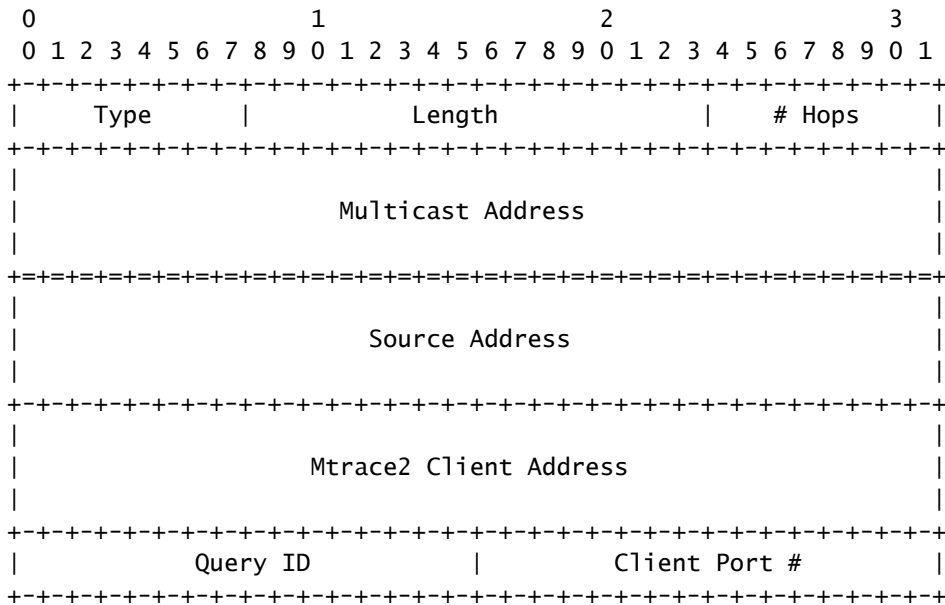 0                   1                   2                   3
 0 1 2 3 4 5 6 7 8 9 0 1 2 3 4 5 6 7 8 9 0 1 2 3 4 5 6 7 8 9 0 1
+-+-+-+-+-+-+-+-+-+-+-+-+-+-+-+-+-+-+-+-+-+-+-+-+-+-+-+-+-+-+-+-+
|     Type      |           Length              |    # Hops     |
+-+-+-+-+-+-+-+-+-+-+-+-+-+-+-+-+-+-+-+-+-+-+-+-+-+-+-+-+-+-+-+-+
|                                                               |
|                      Multicast Address                        |
|                                                               |
+=+=+=+=+=+=+=+=+=+=+=+=+=+=+=+=+=+=+=+=+=+=+=+=+=+=+=+=+=+=+=+=+
|                                                               |
|                        Source Address                         |
|                                                               |
+-+-+-+-+-+-+-+-+-+-+-+-+-+-+-+-+-+-+-+-+-+-+-+-+-+-+-+-+-+-+-+-+
|                                                               |
|                    Mtrace2 Client Address                     |
|                                                               |
+-+-+-+-+-+-+-+-+-+-+-+-+-+-+-+-+-+-+-+-+-+-+-+-+-+-+-+-+-+-+-+-+
|            Query ID           |         Client Port #         |
+-+-+-+-+-+-+-+-+-+-+-+-+-+-+-+-+-+-+-+-+-+-+-+-+-+-+-+-+-+-+-+-+